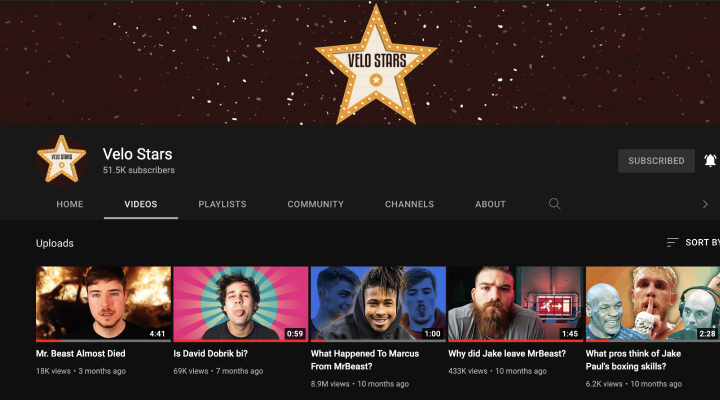 VELO STARS
VELO STARS
Velo Stars
51.5K subscribers
SUBSCRIBED
HOME VIDEOS PLAYLISTS COMMUNITY CHANNELS ABOUT
Uploads SORT BY
4:41 0:59 1:00 1:45 2:28
Mr. Beast Almost Died
18K views • 3 months ago
Is David Dobrik bi?
69K views • 7 months ago
What Happened To Marcus
From MrBeast?
8.9M views • 10 months ago
Why did Jake leave MrBeast?
433K views • 10 months ago
What pros think of Jake
Paul's boxing skills?
6.2K views • 10 months ago